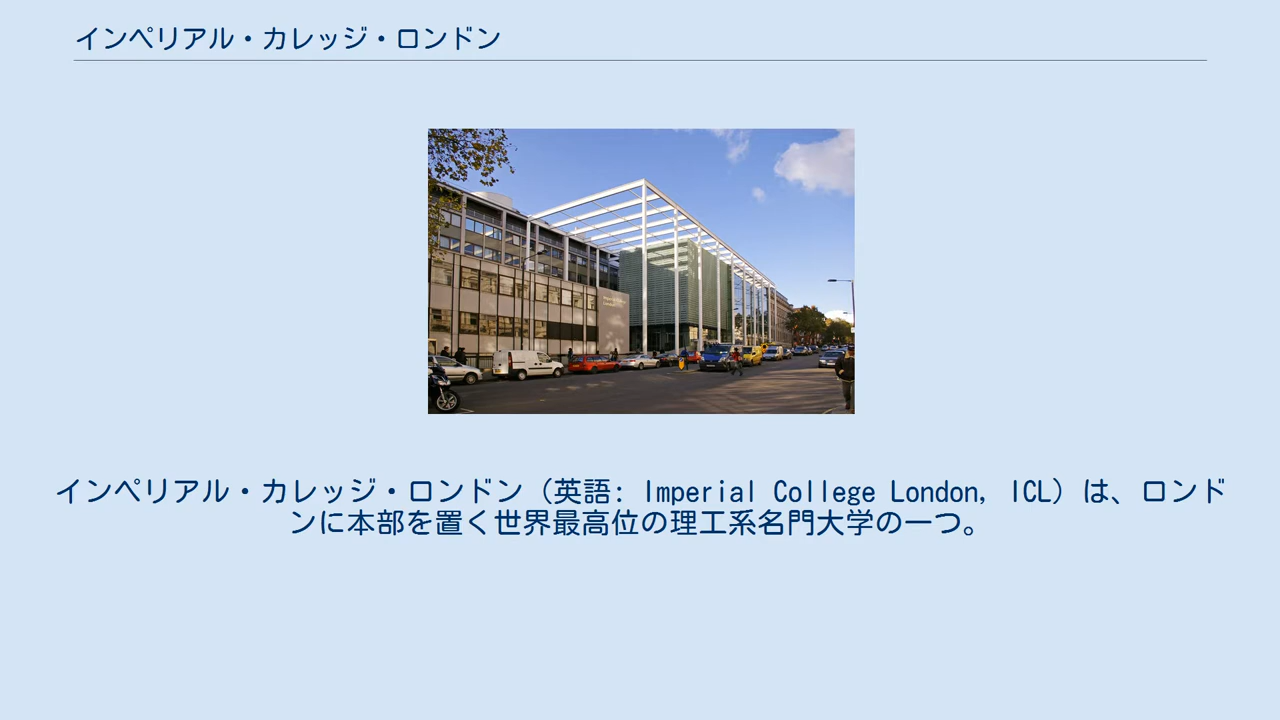 インペリアル・カレッジ・ロンドン
Imperial College
London
インペリアル・カレッジ・ロンドン（英語: Imperial College London, ICL）は、ロンド
ンに本部を置く世界最高位の理工系名門大学の一つ。